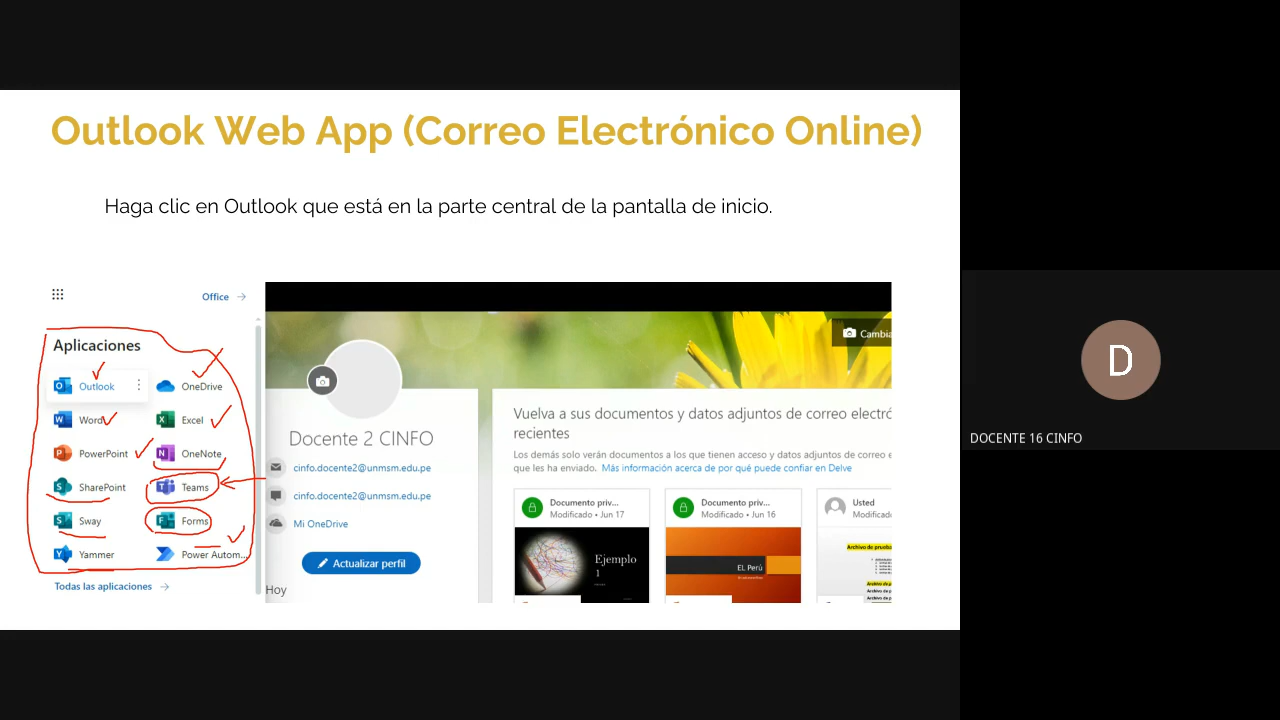 Outlook Web App (Correo Electrónico Online)
Haga clic en Outlook que está en la parte central de la pantalla de inicio.
Office →
Aplicaciones
Outlook
OneDrive
Word
Excel
PowerPoint
OneNote
SharePoint
Teams
Sway
Forms
Yammer
Power Autom...
Todas las aplicaciones →
Cambia
Docente 2 CINFO
cinfo.docente2@unmsm.edu.pe
cinfo.docente2@unmsm.edu.pe
Mi OneDrive
Actualizar perfil
Hoy
Vuelva a sus documentos y datos adjuntos de correo electró
recientes
Los demás solo verán documentos a los que tienen acceso y datos adjuntos de correo e
que les ha enviado. Más información acerca de por qué puede confiar en Delve
Documento priv...
Modificado • Jun 17
Ejemplo
1
Documento priv...
Modificado • Jun 16
EL Perú
Usted
Modificado
Archivo de prueba
D
DOCENTE 16 CINFO